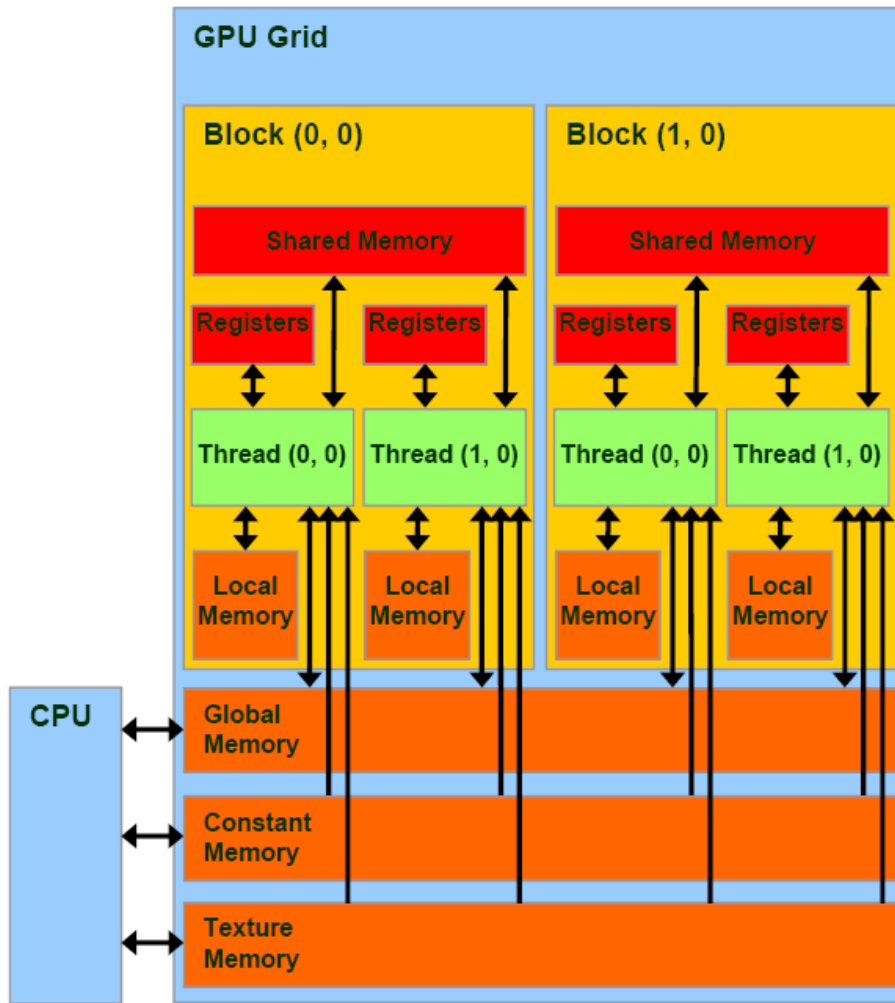 GPU Grid
Block (0, 0)
Block (1, 0)
Shared Memory
Shared Memory
Registers
Registers
Registers
Registers
Thread (0, 0)
Thread (1, 0)
Thread (0, 0)
Thread (1, 0)
Local
Memory
Local
Memory
Local
Memory
Local
Memory
CPU
Global
Memory
Constant
Memory
Texture
Memory